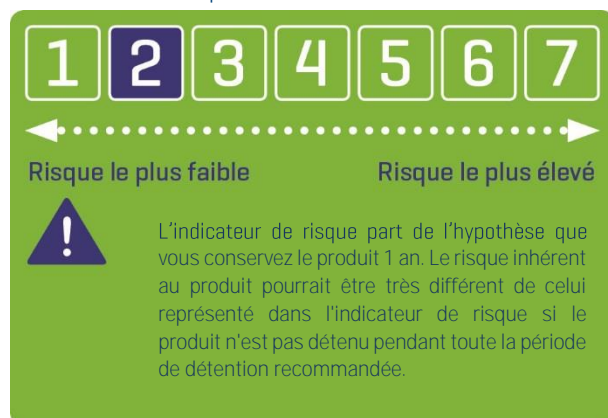 1 2 3 4 5 6 7
Risque le plus faible Risque le plus élevé
!
L'indicateur de risque part de l'hypothèse que
vous conservez le produit 1 an. Le risque inhérent
au produit pourrait être très différent de celui
représenté dans l'indicateur de risque si le
produit n'est pas détenu pendant toute la période
de détention recommandée.